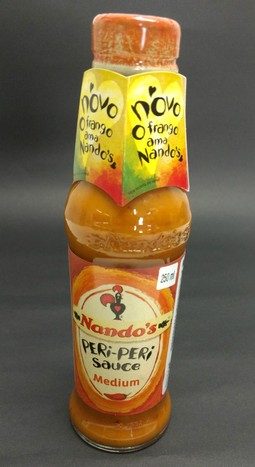 novo
O frango
ama
Nando's
novo
O frango
ama
Nando's
250 ml
Nando's
PERi-PERi
sauce
Medium